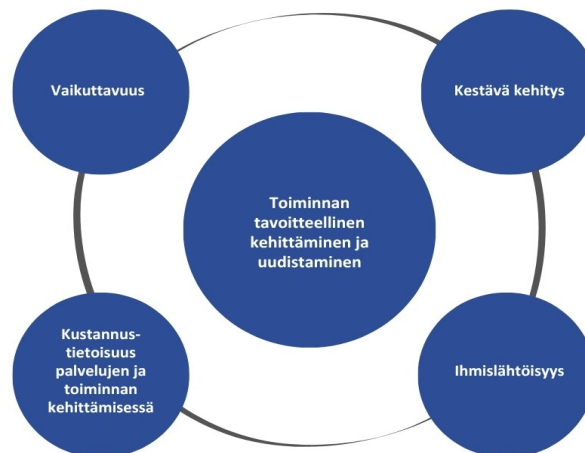 Vaikuttavuus
Kestävä kehitys
Toiminnan
tavoitteellinen
kehittäminen ja
uudistaminen
Kustannus-
tietoisuus
palvelujen ja
toiminnan
kehittämisessä
Ihmislähtöisyys